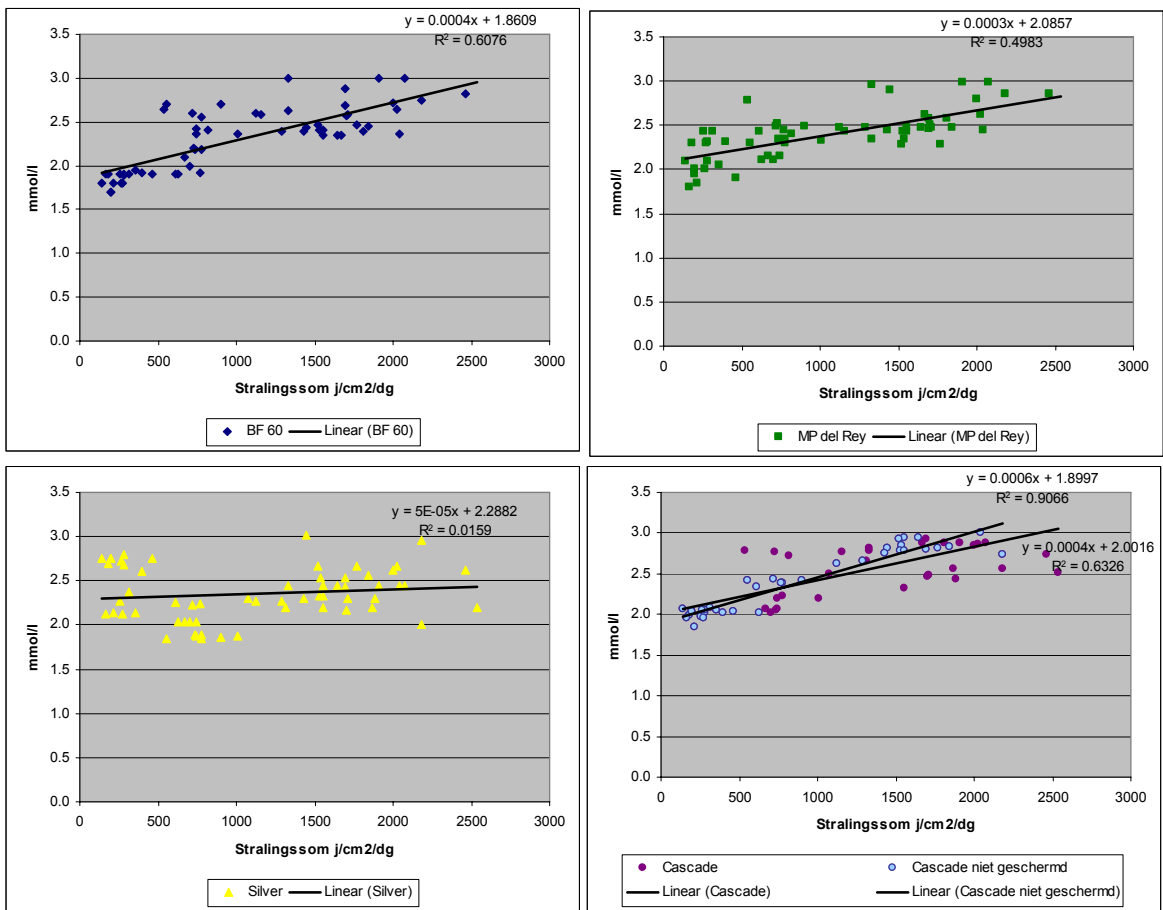 y = 0.0004x + 1.8609
R² = 0.6076
3.5
3.0
2.5
2.0
1.5
1.0
0.5
0.0
mmol/l
0 500 1000 1500 2000 2500 3000
Stralingssom j/cm2/dg
BF 60 Linear (BF 60)
y = 0.0003x + 2.0857
R² = 0.4983
3.5
3.0
2.5
2.0
1.5
1.0
0.5
0.0
mmol/l
0 500 1000 1500 2000 2500 3000
Stralingssom j/cm2/dg
MP del Rey Linear (MP del Rey)
y = 5E-05x + 2.2882
R² = 0.0159
3.5
3.0
2.5
2.0
1.5
1.0
0.5
0.0
mmol/l
0 500 1000 1500 2000 2500 3000
Stralingssom j/cm2/dg
Silver Linear (Silver)
y = 0.0006x + 1.8997
R² = 0.9066
y = 0.0004x + 2.0016
R² = 0.6326
3.5
3.0
2.5
2.0
1.5
1.0
0.5
0.0
mmol/l
0 500 1000 1500 2000 2500 3000
Stralingssom j/cm2/dg
Cascade Cascade niet geschermd
Linear (Cascade) Linear (Cascade niet geschermd)